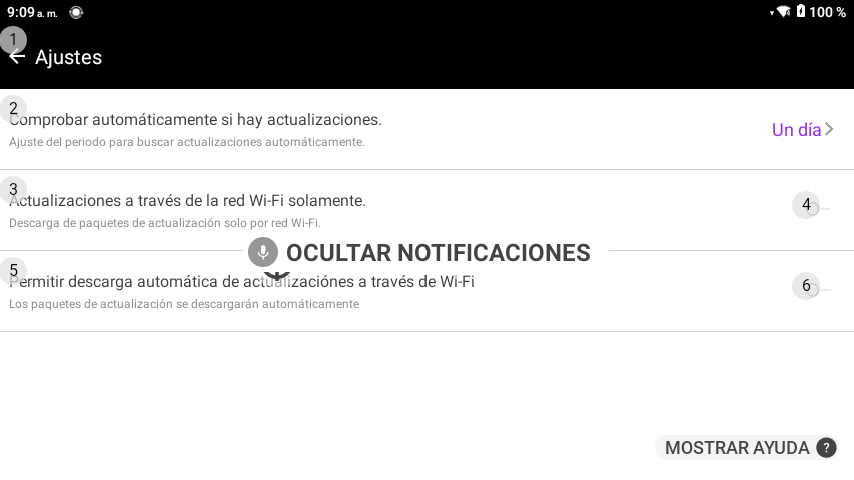 9:09 a. m.
100 %
1
Ajustes
2
Comprobar automáticamente si hay actualizaciones.
Ajuste del periodo para buscar actualizaciones automáticamente.
Un día
3
Actualizaciones a través de la red Wi-Fi solamente.
Descarga de paquetes de actualización solo por red Wi-Fi.
4
OCULTAR NOTIFICACIONES
5
Permitir descarga automática de actualizaciónes a través de Wi-Fi
Los paquetes de actualización se descargarán automáticamente
6
MOSTRAR AYUDA ?